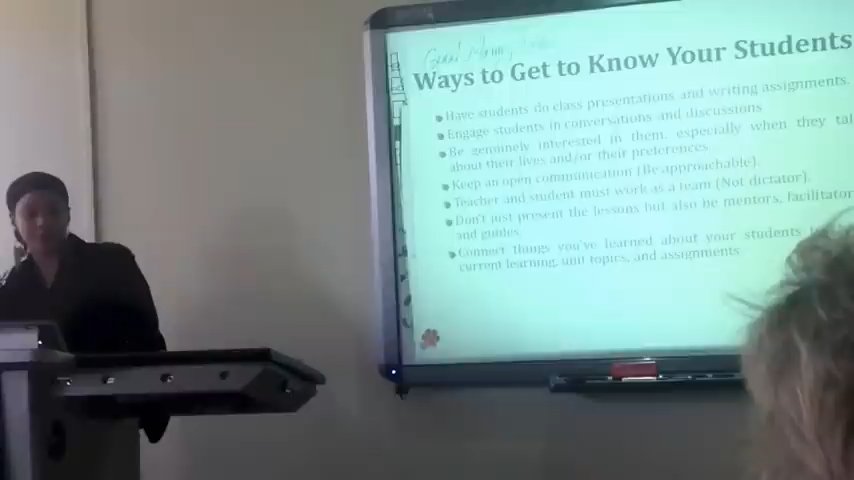 Good
Ways to Get to Know Your Students
Have students do class presentations and writing assignments.
Engage students in conversations and discussions
Be genuinely interested in them, especially when they tal
about their lives and/or their preferences
Keep an open communication (Be approachable).
Teacher and student must work as a team (Not dictator).
Don't just present the lessons but also be mentors, facilitator
and guides
Connect things you've learned about your students
current learning, unit topics, and assignments